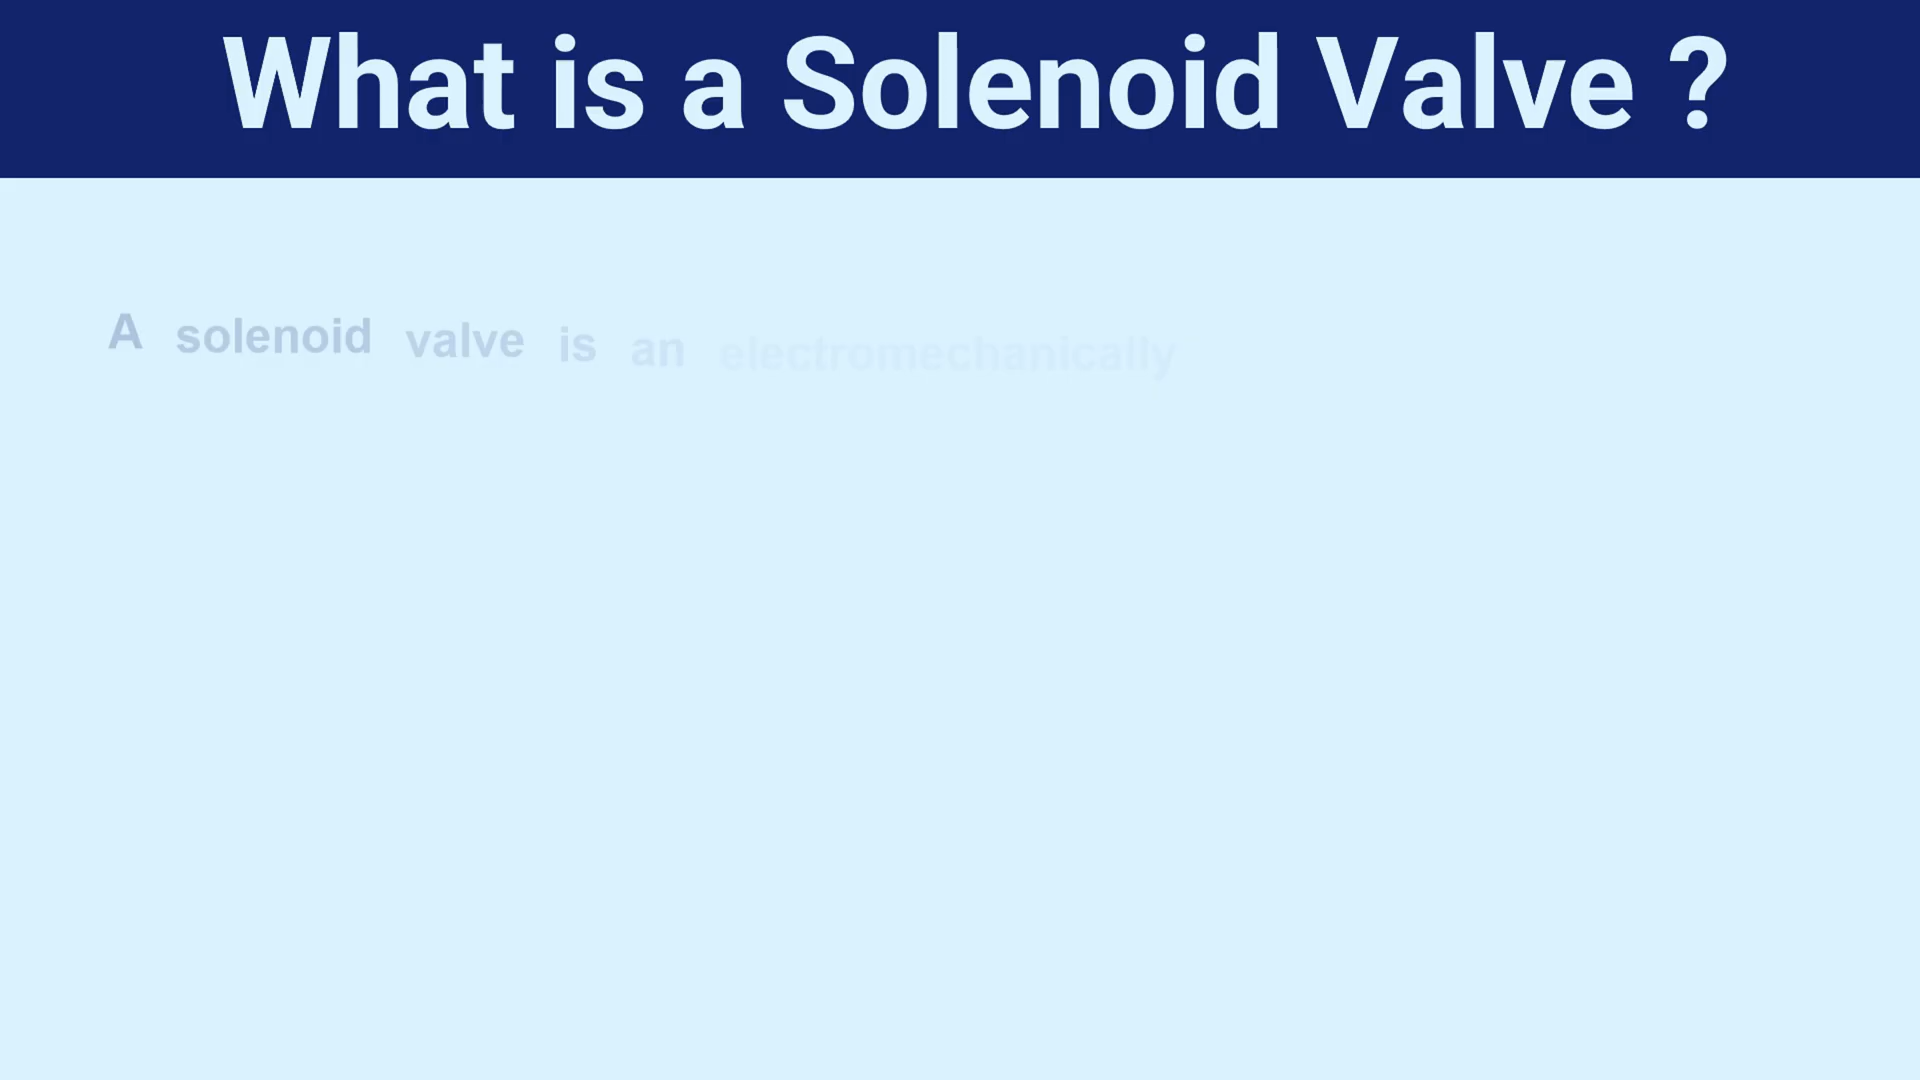 What is a Solenoid Valve ?
A solenoid valve is an electromechanically